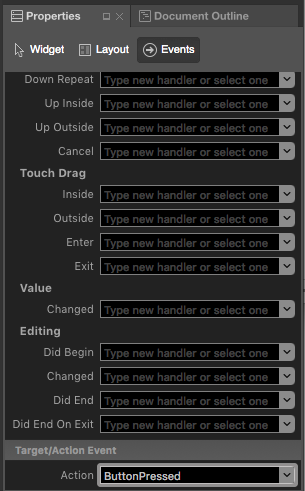 Properties Document Outline
Widget Layout Events
Down Repeat Type new handler or select one
Up Inside Type new handler or select one
Up Outside Type new handler or select one
Cancel Type new handler or select one
Touch Drag
Inside Type new handler or select one
Outside Type new handler or select one
Enter Type new handler or select one
Exit Type new handler or select one
Value
Changed Type new handler or select one
Editing
Did Begin Type new handler or select one
Changed Type new handler or select one
Did End Type new handler or select one
Did End On Exit Type new handler or select one
Target/Action Event
Action ButtonPressed